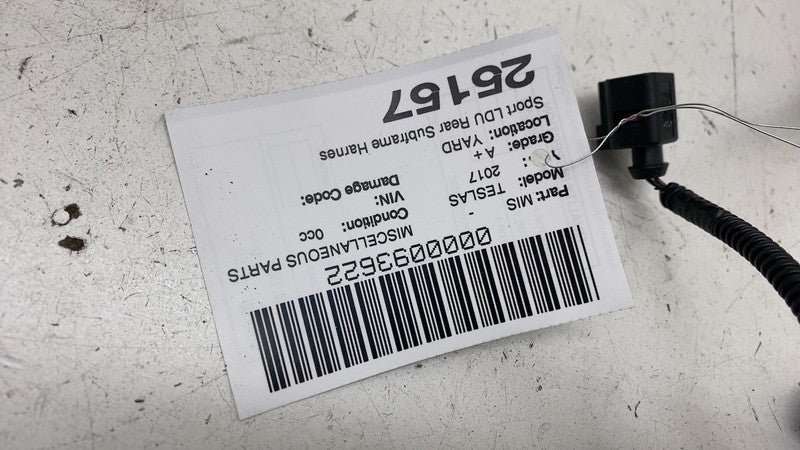 0000093622
MISCELLANEOUS PARTS
Part: MIS -
Model: TESLAS Condition: 0cc
2017 VIN:
Grade: A+ Damage Code:
Location: YARD
Sport LDU Rear Subframe Harnes
25157